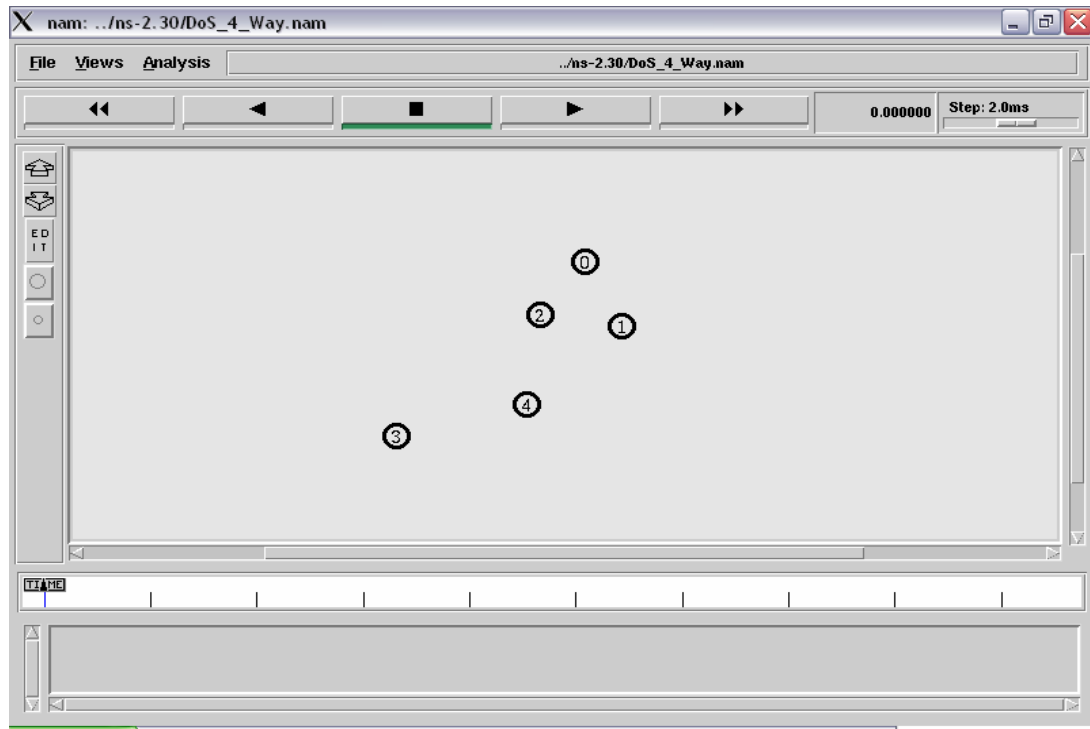 nam: ../ns-2.30/DoS_4_Way.nam
File Views Analysis ../ns-2.30/DoS_4_Way.nam
0.000000 Step: 2.0ms
E D
I T
0
2
1
4
3
TIME